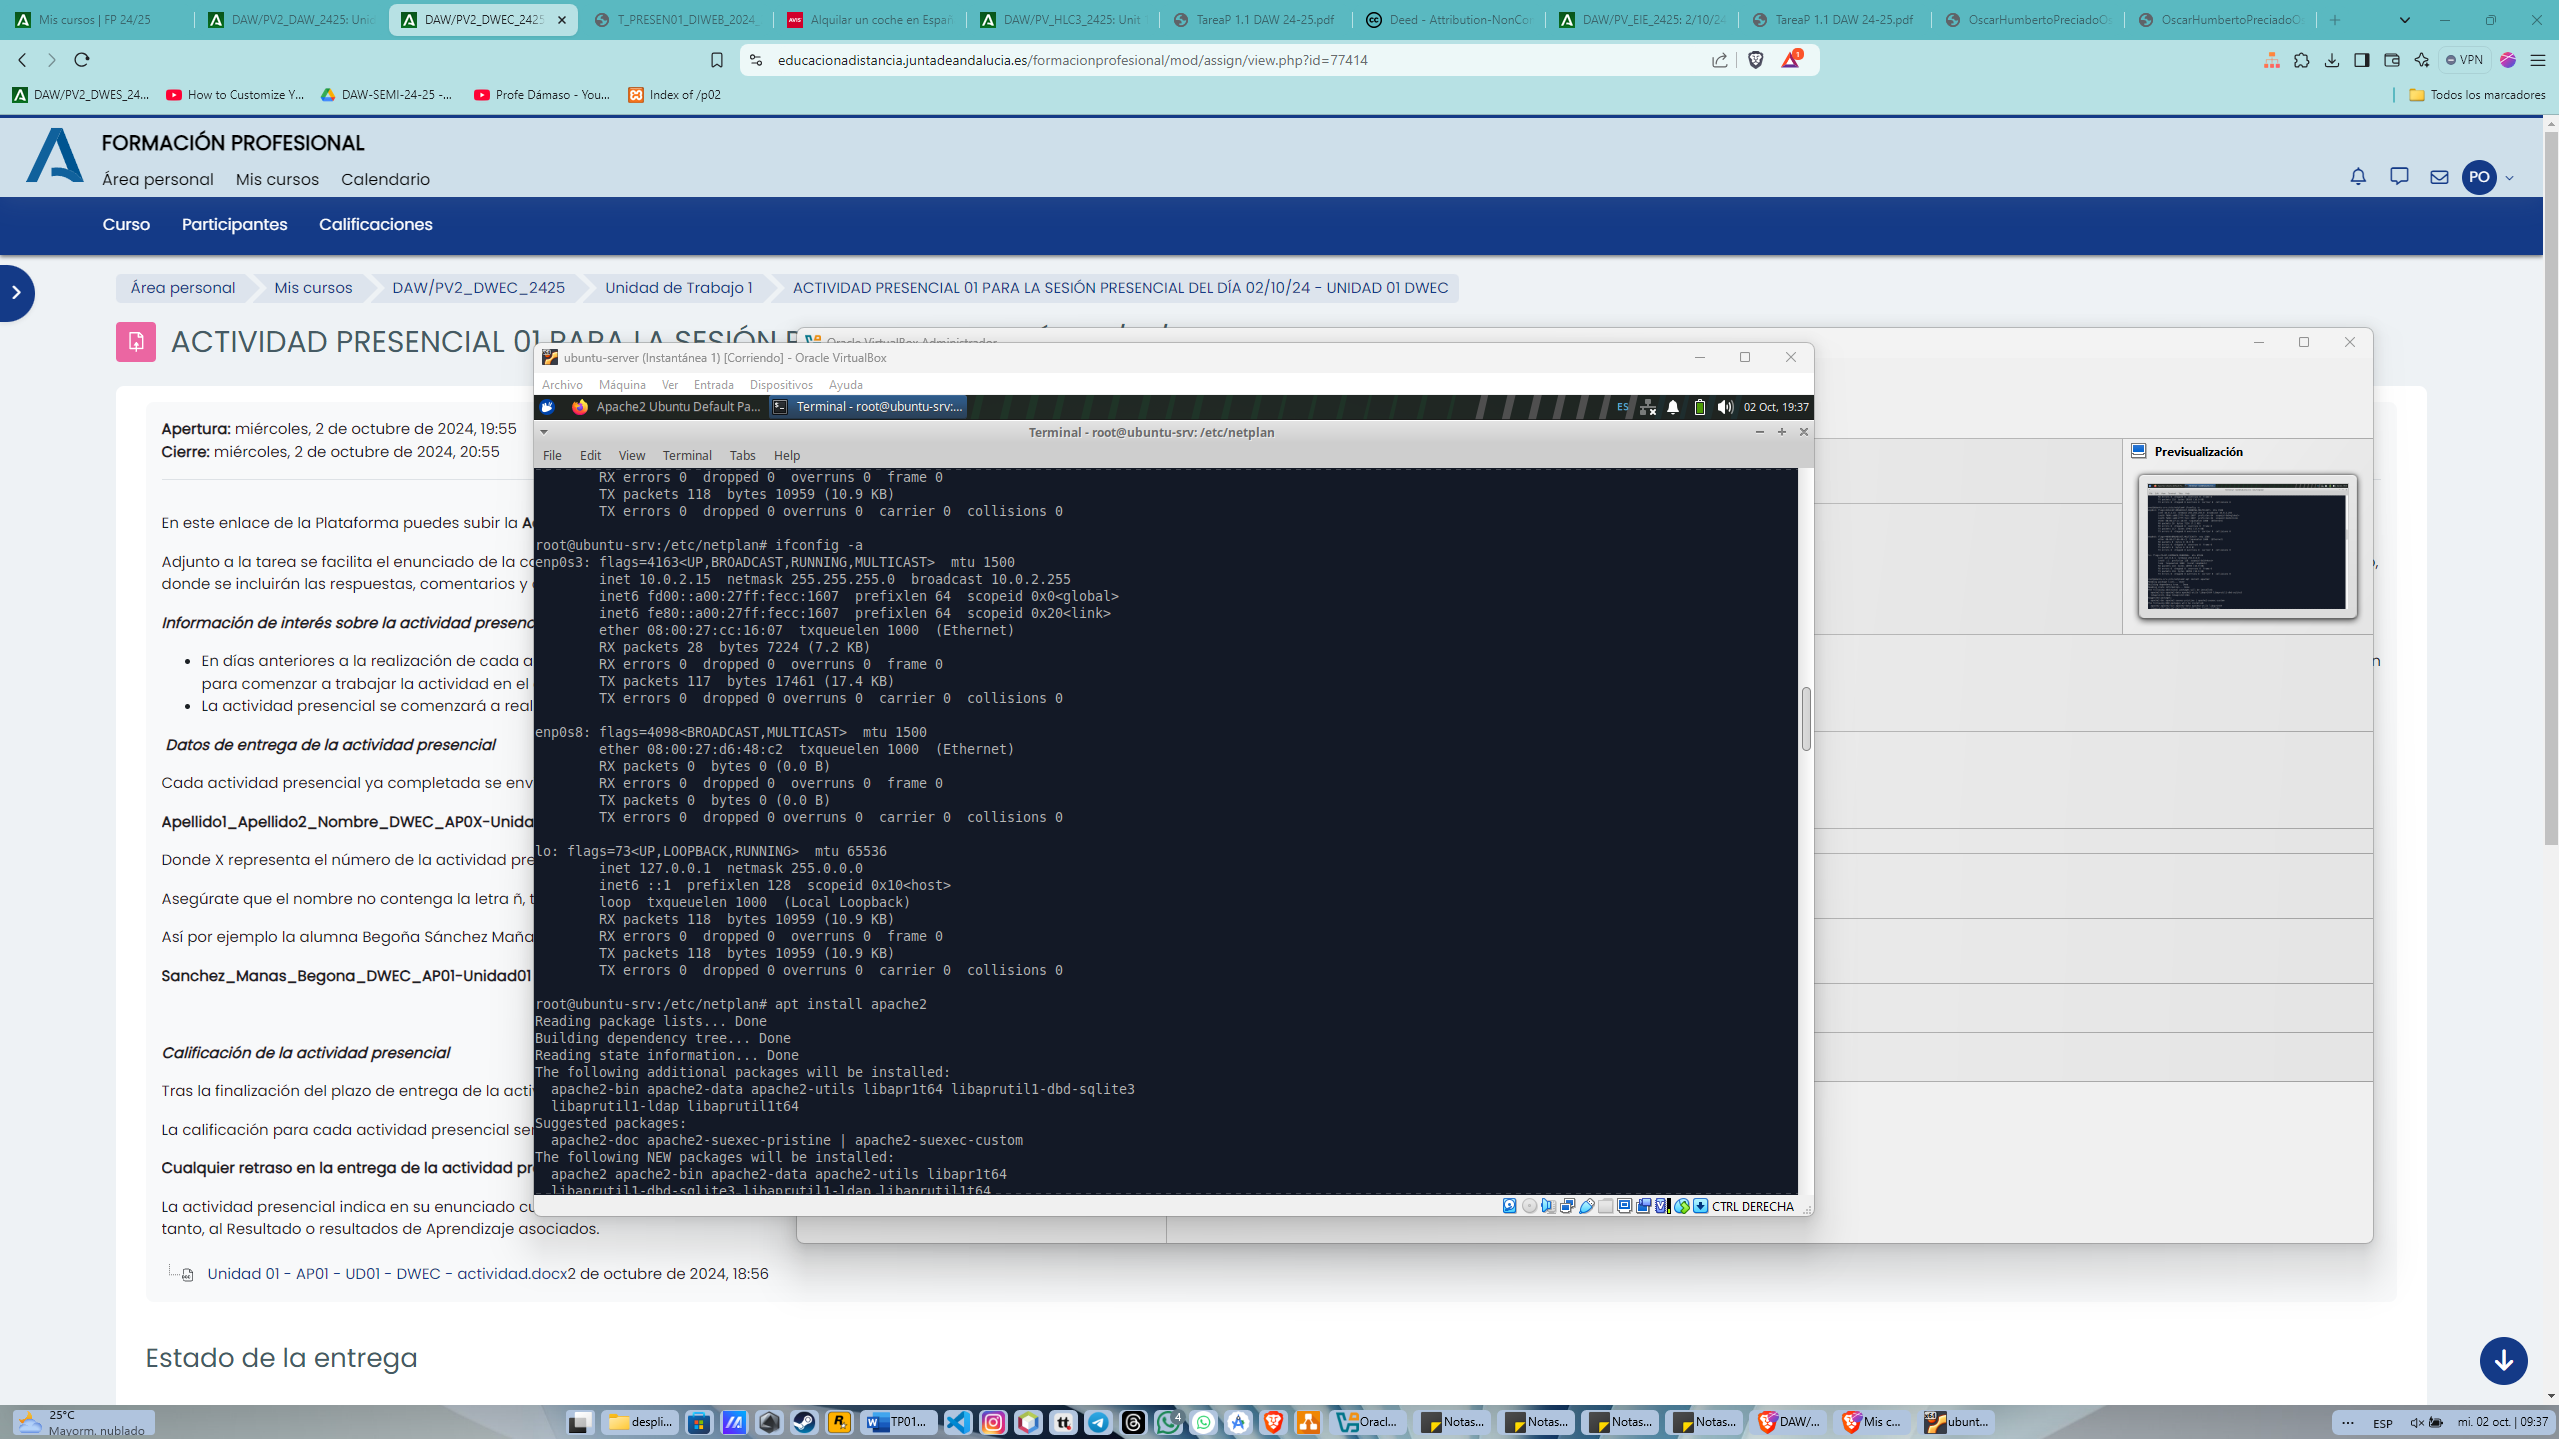 Mis cursos | FP 24/25
DAW/PV2_DAW_2425: Unid
DAW/PV2_DWEC_2425
T_PRESEN01_DIWEB_2024_
Alquilar un coche en Españ
DAW/PV_HLC3_2425: Unit
TareaP 1.1 DAW 24-25.pdf
Deed - Attribution-NonCon
DAW/PV_EIE_2425: 2/10/24
TareaP 1.1 DAW 24-25.pdf
OscarHumbertoPreciadoO
OscarHumbertoPreciadoO
educacionadistancia.juntadeandalucia.es/formacionprofesional/mod/assign/view.php?id=77414
1
VPN
DAW/PV2_DWES_24...
How to Customize Y...
DAW-SEMI-24-25 -...
Profe Dámaso - You...
Index of /p02
Todos los marcadores
FORMACIÓN PROFESIONAL
Área personal Mis cursos Calendario
PO
Curso Participantes Calificaciones
Área personal Mis cursos DAW/PV2_DWEC_2425 Unidad de Trabajo 1 ACTIVIDAD PRESENCIAL 01 PARA LA SESIÓN PRESENCIAL DEL DÍA 02/10/24 - UNIDAD 01 DWEC
ACTIVIDAD PRESENCIAL 01 PARA LA SESIÓN P
Oracle VirtualBox Administrador
Previsualización
Apertura: miércoles, 2 de octubre de 2024, 19:55
Cierre: miércoles, 2 de octubre de 2024, 20:55
En este enlace de la Plataforma puedes subir la A
Adjunto a la tarea se facilita el enunciado de la
donde se incluirán las respuestas, comentarios y
Información de interés sobre la actividad presen
En días anteriores a la realización de cada a
para comenzar a trabajar la actividad en el
La actividad presencial se comenzará a real
Datos de entrega de la actividad presencial
Cada actividad presencial ya completada se env
Apellido1_Apellido2_Nombre_DWEC_AP0X-Unida
Donde X representa el número de la actividad pre
Asegúrate que el nombre no contenga la letra ñ, t
Así por ejemplo la alumna Begoña Sánchez Maña
Sanchez_Manas_Begona_DWEC_AP01-Unidad01
Calificación de la actividad presencial
Tras la finalización del plazo de entrega de la acti
La calificación para cada actividad presencial ser
Cualquier retraso en la entrega de la actividad pr
La actividad presencial indica en su enunciado cu
tanto, al Resultado o resultados de Aprendizaje asociados.
Unidad 01 - AP01 - UD01 - DWEC - actividad.docx2 de octubre de 2024, 18:56
Estado de la entrega
ubuntu-server (Instantánea 1) [Corriendo] - Oracle VirtualBox
Archivo Máquina Ver Entrada Dispositivos Ayuda
Apache2 Ubuntu Default Pa...
Terminal - root@ubuntu-srv:...
ES
02 Oct, 19:37
Terminal - root@ubuntu-srv: /etc/netplan
File Edit View Terminal Tabs Help
RX errors 0 dropped 0 overruns 0 frame 0
TX packets 118 bytes 10959 (10.9 KB)
TX errors 0 dropped 0 overruns 0 carrier 0 collisions 0
root@ubuntu-srv:/etc/netplan# ifconfig -a
enp0s3: flags=4163<UP,BROADCAST,RUNNING,MULTICAST> mtu 1500
inet 10.0.2.15 netmask 255.255.255.0 broadcast 10.0.2.255
inet6 fd00::a00:27ff:fecc:1607 prefixlen 64 scopeid 0x0<global>
inet6 fe80::a00:27ff:fecc:1607 prefixlen 64 scopeid 0x20<link>
ether 08:00:27:cc:16:07 txqueuelen 1000 (Ethernet)
RX packets 28 bytes 7224 (7.2 KB)
RX errors 0 dropped 0 overruns 0 frame 0
TX packets 117 bytes 17461 (17.4 KB)
TX errors 0 dropped 0 overruns 0 carrier 0 collisions 0
enp0s8: flags=4098<BROADCAST,MULTICAST> mtu 1500
ether 08:00:27:d6:48:c2 txqueuelen 1000 (Ethernet)
RX packets 0 bytes 0 (0.0 B)
RX errors 0 dropped 0 overruns 0 frame 0
TX packets 0 bytes 0 (0.0 B)
TX errors 0 dropped 0 overruns 0 carrier 0 collisions 0
lo: flags=73<UP,LOOPBACK,RUNNING> mtu 65536
inet 127.0.0.1 netmask 255.0.0.0
inet6 ::1 prefixlen 128 scopeid 0x10<host>
loop txqueuelen 1000 (Local Loopback)
RX packets 118 bytes 10959 (10.9 KB)
RX errors 0 dropped 0 overruns 0 frame 0
TX packets 118 bytes 10959 (10.9 KB)
TX errors 0 dropped 0 overruns 0 carrier 0 collisions 0
root@ubuntu-srv:/etc/netplan# apt install apache2
Reading package lists... Done
Building dependency tree... Done
Reading state information... Done
The following additional packages will be installed:
apache2-bin apache2-data apache2-utils libapr1t64 libaprutil1-dbd-sqlite3
libaprutil1-ldap libaprutil1t64
Suggested packages:
apache2-doc apache2-suexec-pristine | apache2-suexec-custom
The following NEW packages will be installed:
apache2 apache2-bin apache2-data apache2-utils libapr1t64
libaprutil1-dbd-sqlite3 libaprutil1-ldap libaprutil1t64
CTRL DERECHA
25°C
Mayorm. nublado
despli...
TP01...
4
Oracl...
Notas...
Notas...
Notas...
Notas...
DAW/...
Mis c...
ubunt...
ESP
mi. 02 oct. | 09:37